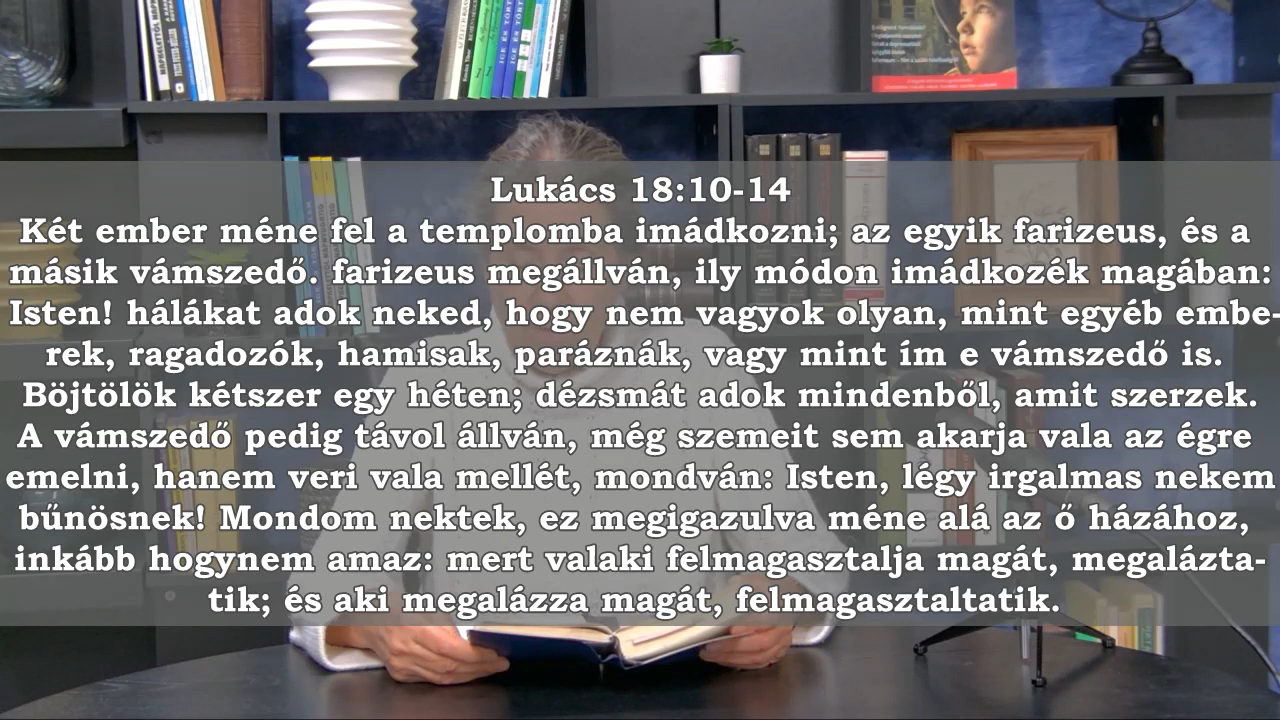 Lukács 18:10-14
Két ember méne fel a templomba imádkozni; az egyik farizeus, és a
másik vámszedő. farizeus megállván, ily módon imádkozék magában:
Isten! hálákat adok neked, hogy nem vagyok olyan, mint egyéb embe-
rek, ragadozók, hamisak, paráznák, vagy mint ím e vámszedő is.
Böjtölök kétszer egy héten; dézsmát adok mindenből, amit szerzek.
A vámszedő pedig távol állván, még szemeit sem akarja vala az égre
emelni, hanem veri vala mellét, mondván: Isten, légy irgalmas nekem
bűnösnek! Mondom nektek, ez megigazulva méne alá az ő házához,
inkább hogynem amaz: mert valaki felmagasztalja magát, megalázta-
tik; és aki megalázza magát, felmagasztaltatik.